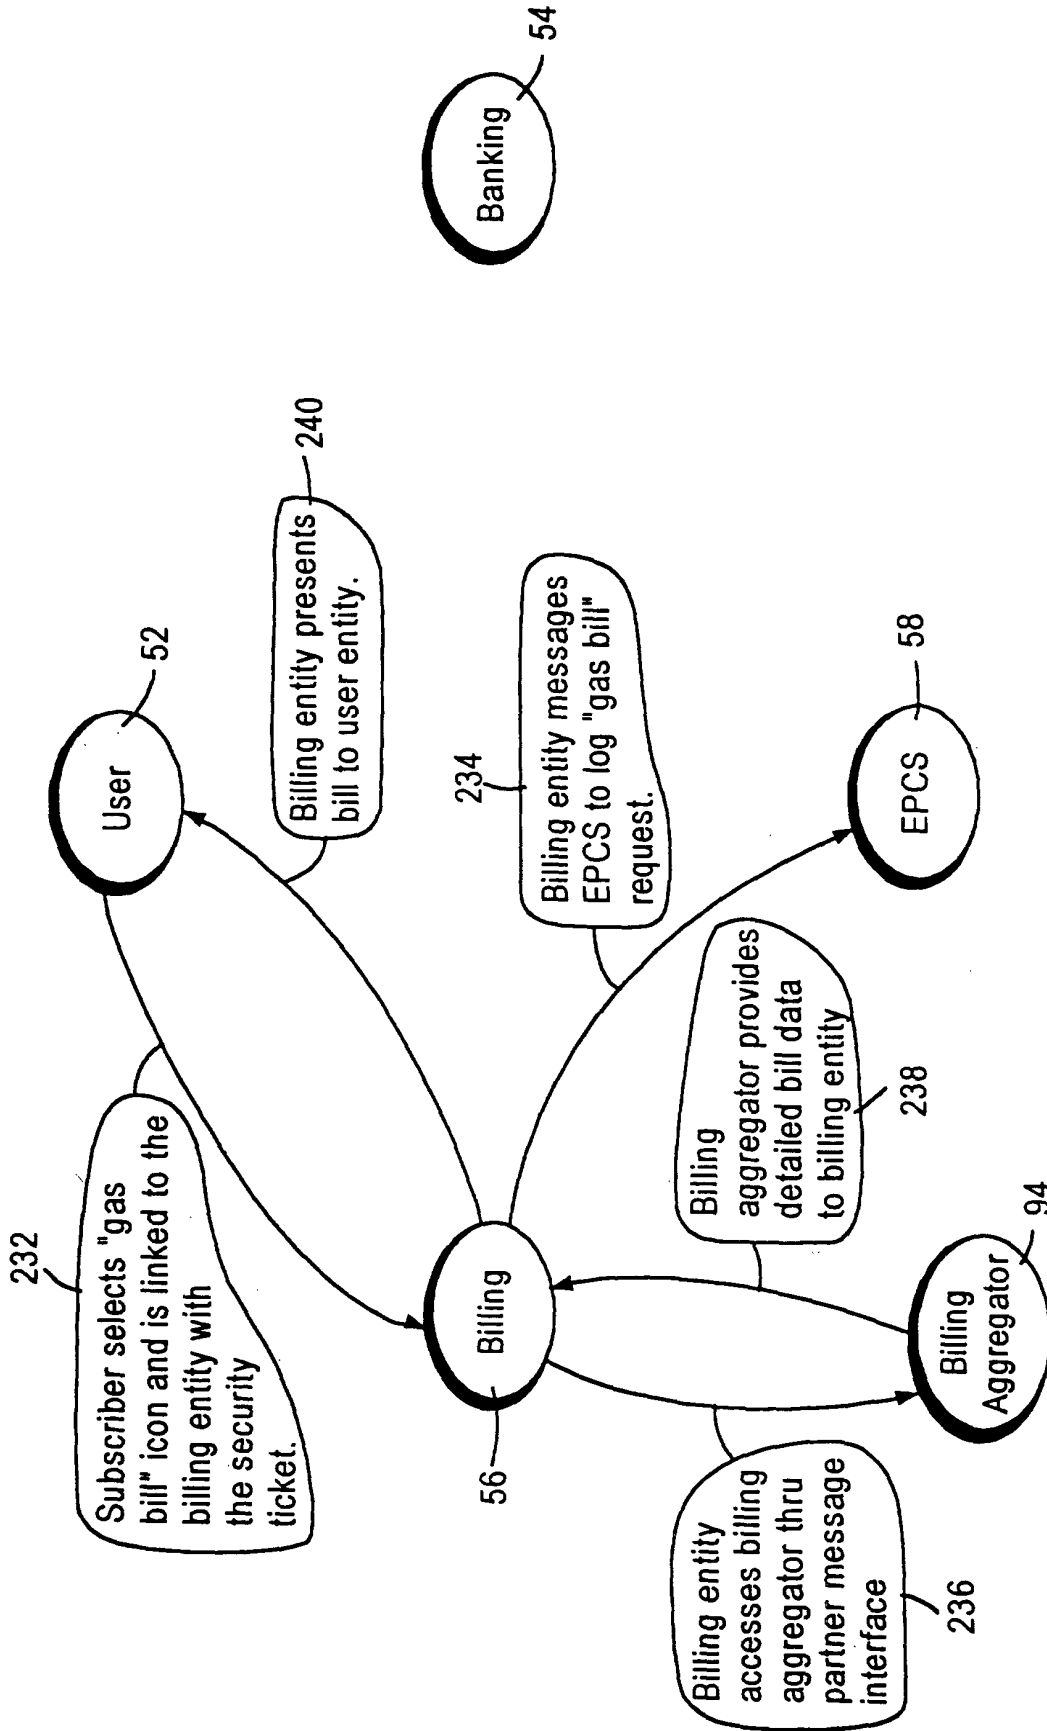 232
Subscriber selects "gas
bill" icon and is linked to the
billing entity with
the security
ticket.
User
52
Billing entity presents
bill to user entity.
240
Banking
54
Billing
56
234
Billing entity messages
EPCS to log "gas bill"
request.
Billing entity
accesses billing
aggregator thru
partner message
interface
236
Billing
aggregator provides
detailed bill data
to billing entity
238
EPCS
58
Billing
Aggregator
94